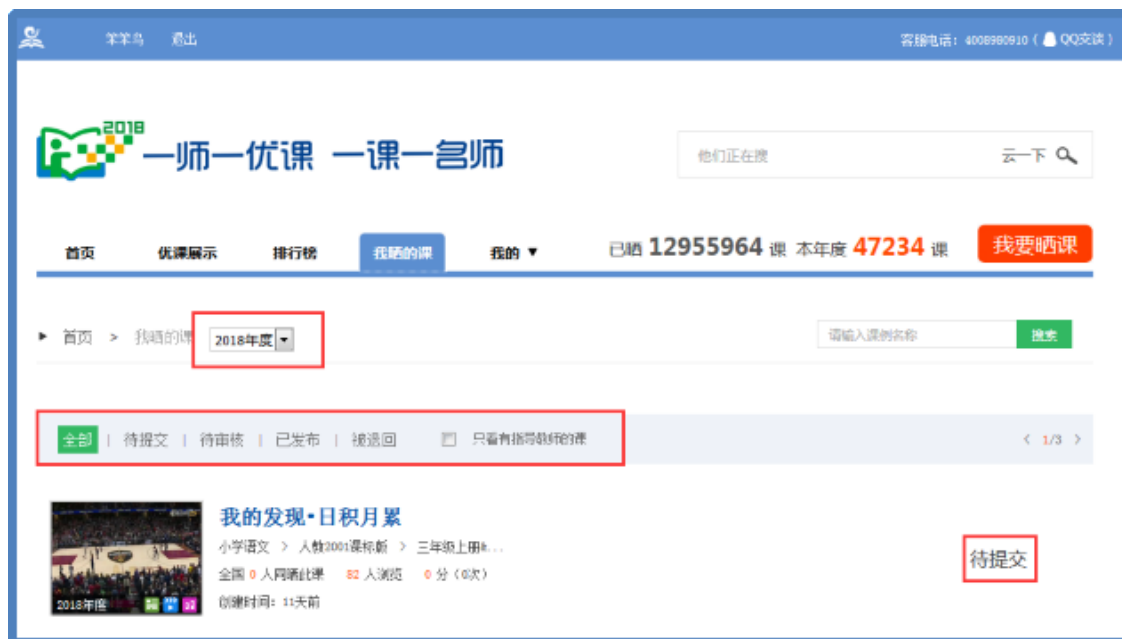 笨笨鸟 退出 客服电话: 4008980910 ( QQ交谈 )
2018
一师一优课 一课一名师
他们正在搜 云一下
首页 优课展示 排行榜 我晒的课 我的 ▼ 已晒 12955964 课 本年度 47234 课 我要晒课
首页 > 我晒的课 2018年度 请输入课例名称 搜索
全部 | 待提交 | 待审核 | 已发布 | 被退回 只看有指导教师的课 < 1/3 >
我的发现·日积月累
小学语文 > 人教2001课标版 > 三年级上册&...
全国 0 人同晒此课 82 人浏览 0 分 (0次)
待提交
创建时间: 11天前
2018年度